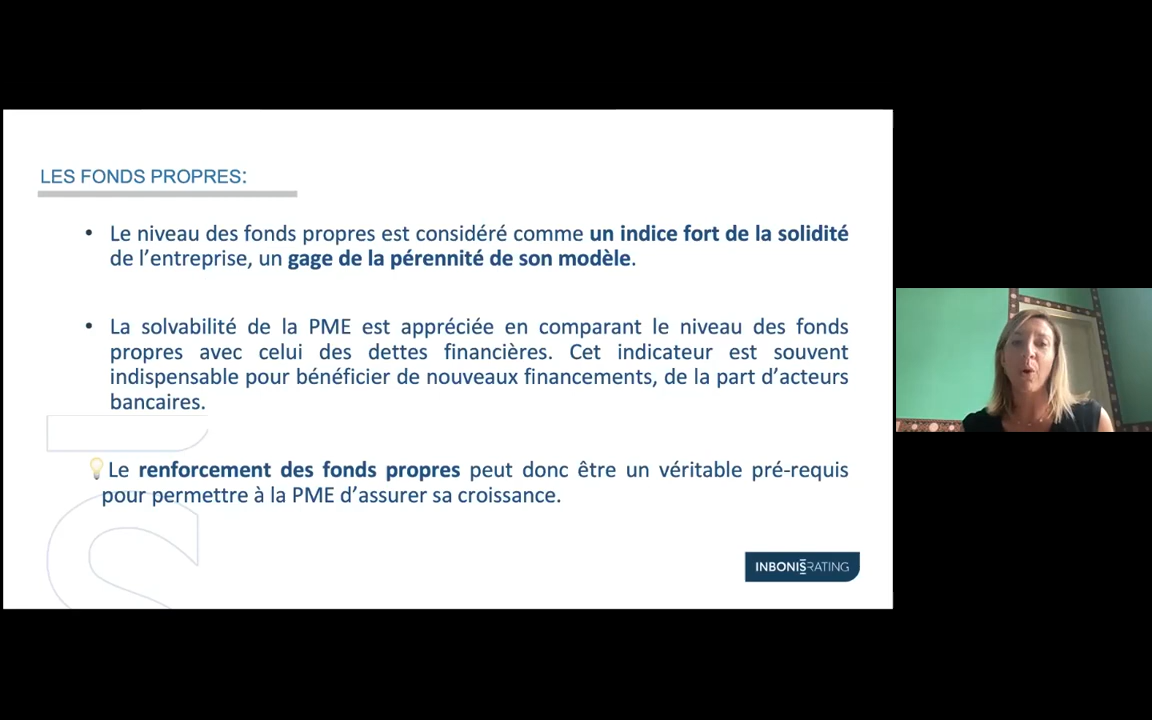 LES FONDS PROPRES:
• Le niveau des fonds propres est considéré comme un indice fort de la solidité
de l’entreprise, un gage de la pérennité de son modèle.
• La solvabilité de la PME est appréciée en comparant le niveau des fonds
propres avec celui des dettes financières. Cet indicateur est souvent
indispensable pour bénéficier de nouveaux financements, de la part d’acteurs
bancaires.
Le renforcement des fonds propres peut donc être un véritable pré-requis
pour permettre à la PME d’assurer sa croissance.
INBONIS RATING